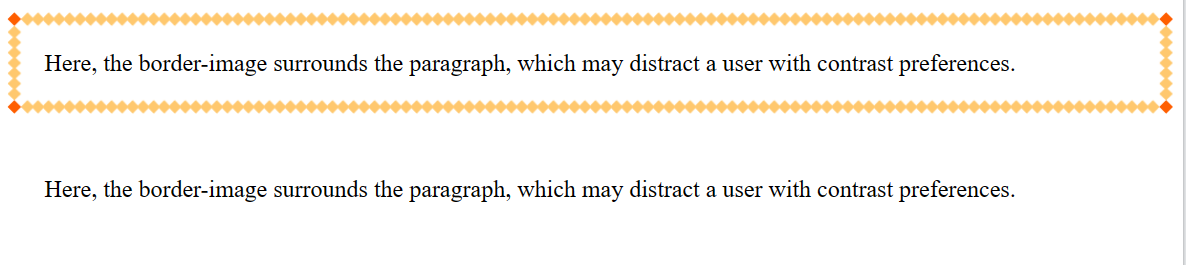 Here, the border-image surrounds the paragraph, which may distract a user with contrast preferences.
Here, the border-image surrounds the paragraph, which may distract a user with contrast preferences.